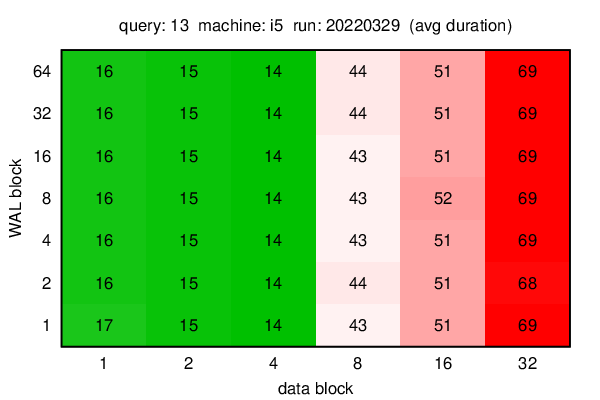 query: 13 machine: i5 run: 20220329 (avg duration)
64 16 15 14 44 51 69
32 16 15 14 44 51 69
16 16 15 14 43 51 69
8 16 15 14 43 52 69
4 16 15 14 43 51 69
2 16 15 14 44 51 68
1 17 15 14 43 51 69
WAL block
1 2 4 8 16 32
data block